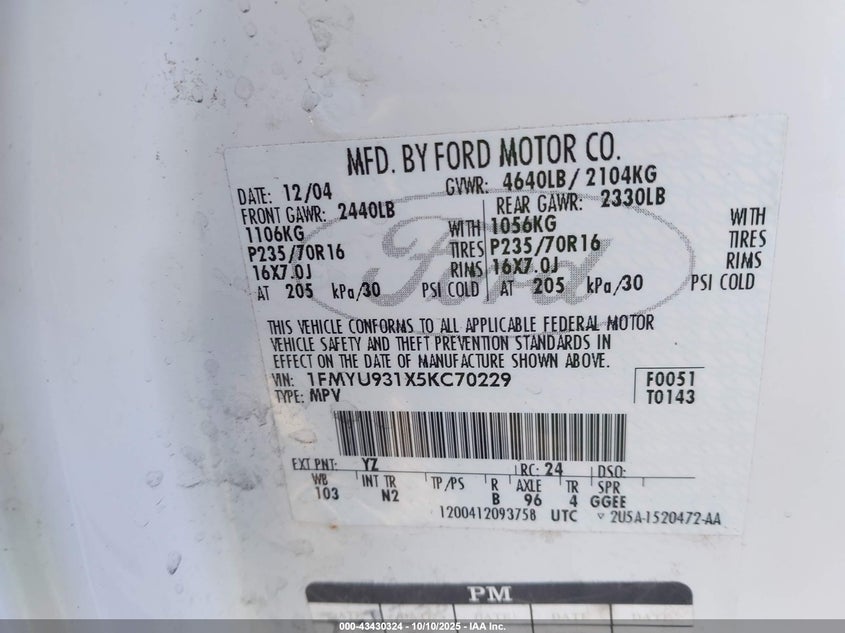 MFD. BY FORD MOTOR CO.
DATE: 12/04 GVWR: 4640LB/ 2104KG
FRONT GAWR: 2440LB REAR GAWR: 2330LB
1106KG WITH 1056KG WITH
P235/70R16 TIRES P235/70R16 TIRES
16X7.0J RIMS 16X7.0J RIMS
AT 205 kPa/30 PSI COLD AT 205 kPa/30 PSI COLD
Ford
THIS VEHICLE CONFORMS TO ALL APPLICABLE FEDERAL MOTOR
VEHICLE SAFETY AND THEFT PREVENTION STANDARDS IN
EFFECT ON THE DATE OF MANUFACTURE SHOWN ABOVE.
VIN: 1FMYU931X5KC70229 F0051
TYPE: MPV T0143
EXT PNT: YZ RC: 24 DSO:
WB INT TR TP/PS R AXLE TR SPR
103 N2 B 96 4 GGEE
1200412093758 UTC 2U5A-1520472-AA
PM
DATE DATE DATE
000-43430324 - 10/10/2025 - IAA Inc.